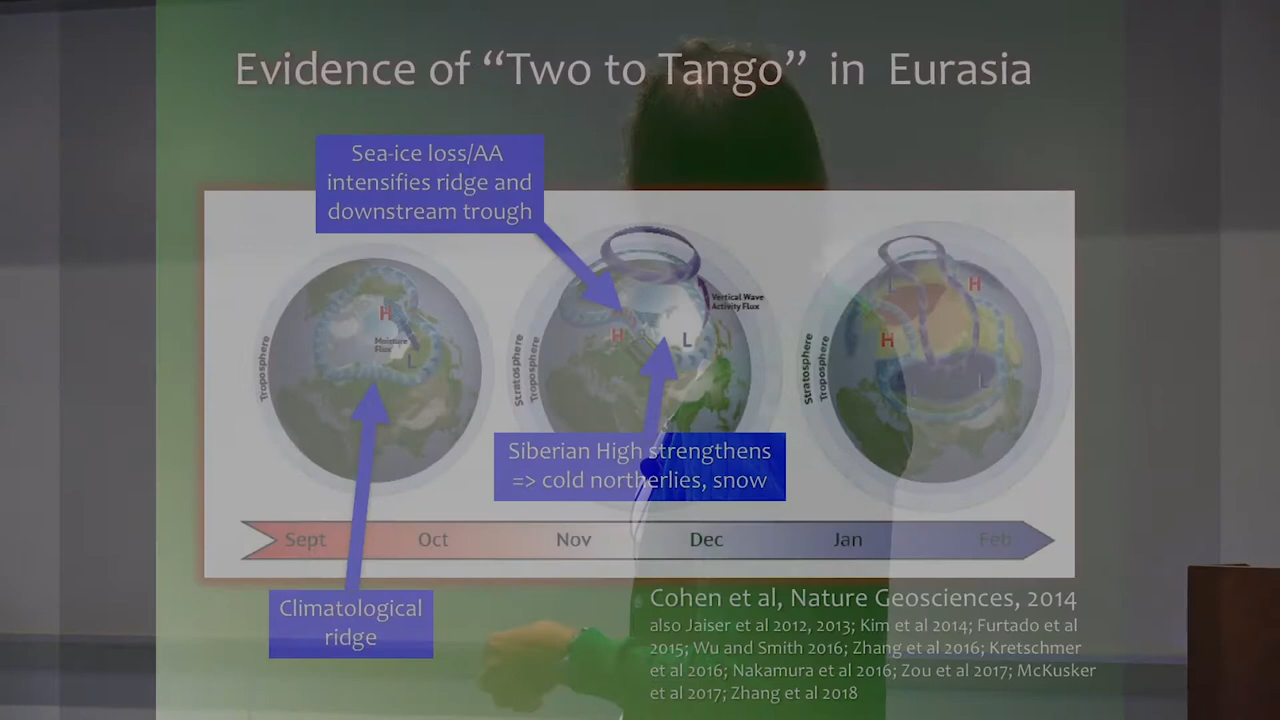 Evidence of “Two to Tango” in Eurasia
Sea-ice loss/AA
intensifies ridge and
downstream trough
Troposphere
H
Moisture
Flux
L
Stratosphere
Troposphere
H
L
Vertical Wave
Activity Flux
Stratosphere
Troposphere
L
H
H
L
L
Siberian High strengthens
=> cold northerlies, snow
Sept Oct Nov Dec Jan Feb
Climatological
ridge
Cohen et al, Nature Geosciences, 2014
also Jaiser et al 2012, 2013; Kim et al 2014; Furtado et al
2015; Wu and Smith 2016; Zhang et al 2016; Kretschmer
et al 2016; Nakamura et al 2016; Zou et al 2017; McKusker
et al 2017; Zhang et al 2018